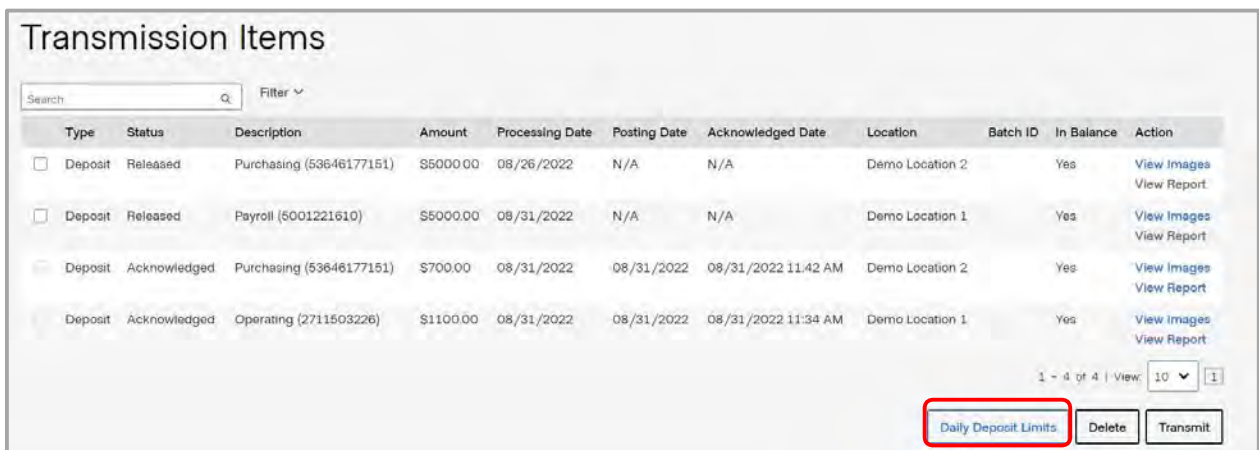 Transmission Items
Search Filter
Type Status Description Amount Processing Date Posting Date Acknowledged Date Location Batch ID In Balance Action
Deposit Released Purchasing (53646177151) $5000.00 08/26/2022 N/A N/A Demo Location 2 Yes View Images
View Report
Deposit Released Payroll (5001221610) $5000.00 08/31/2022 N/A N/A Demo Location 1 Yes View Images
View Report
Deposit Acknowledged Purchasing (53646177151) $700.00 08/31/2022 08/31/2022 08/31/2022 11:42 AM Demo Location 2 Yes View Images
View Report
Deposit Acknowledged Operating (2711503226) $1100.00 08/31/2022 08/31/2022 08/31/2022 11:34 AM Demo Location 1 Yes View Images
View Report
1 - 4 of 4 | View: 10 1
Daily Deposit Limits Delete Transmit